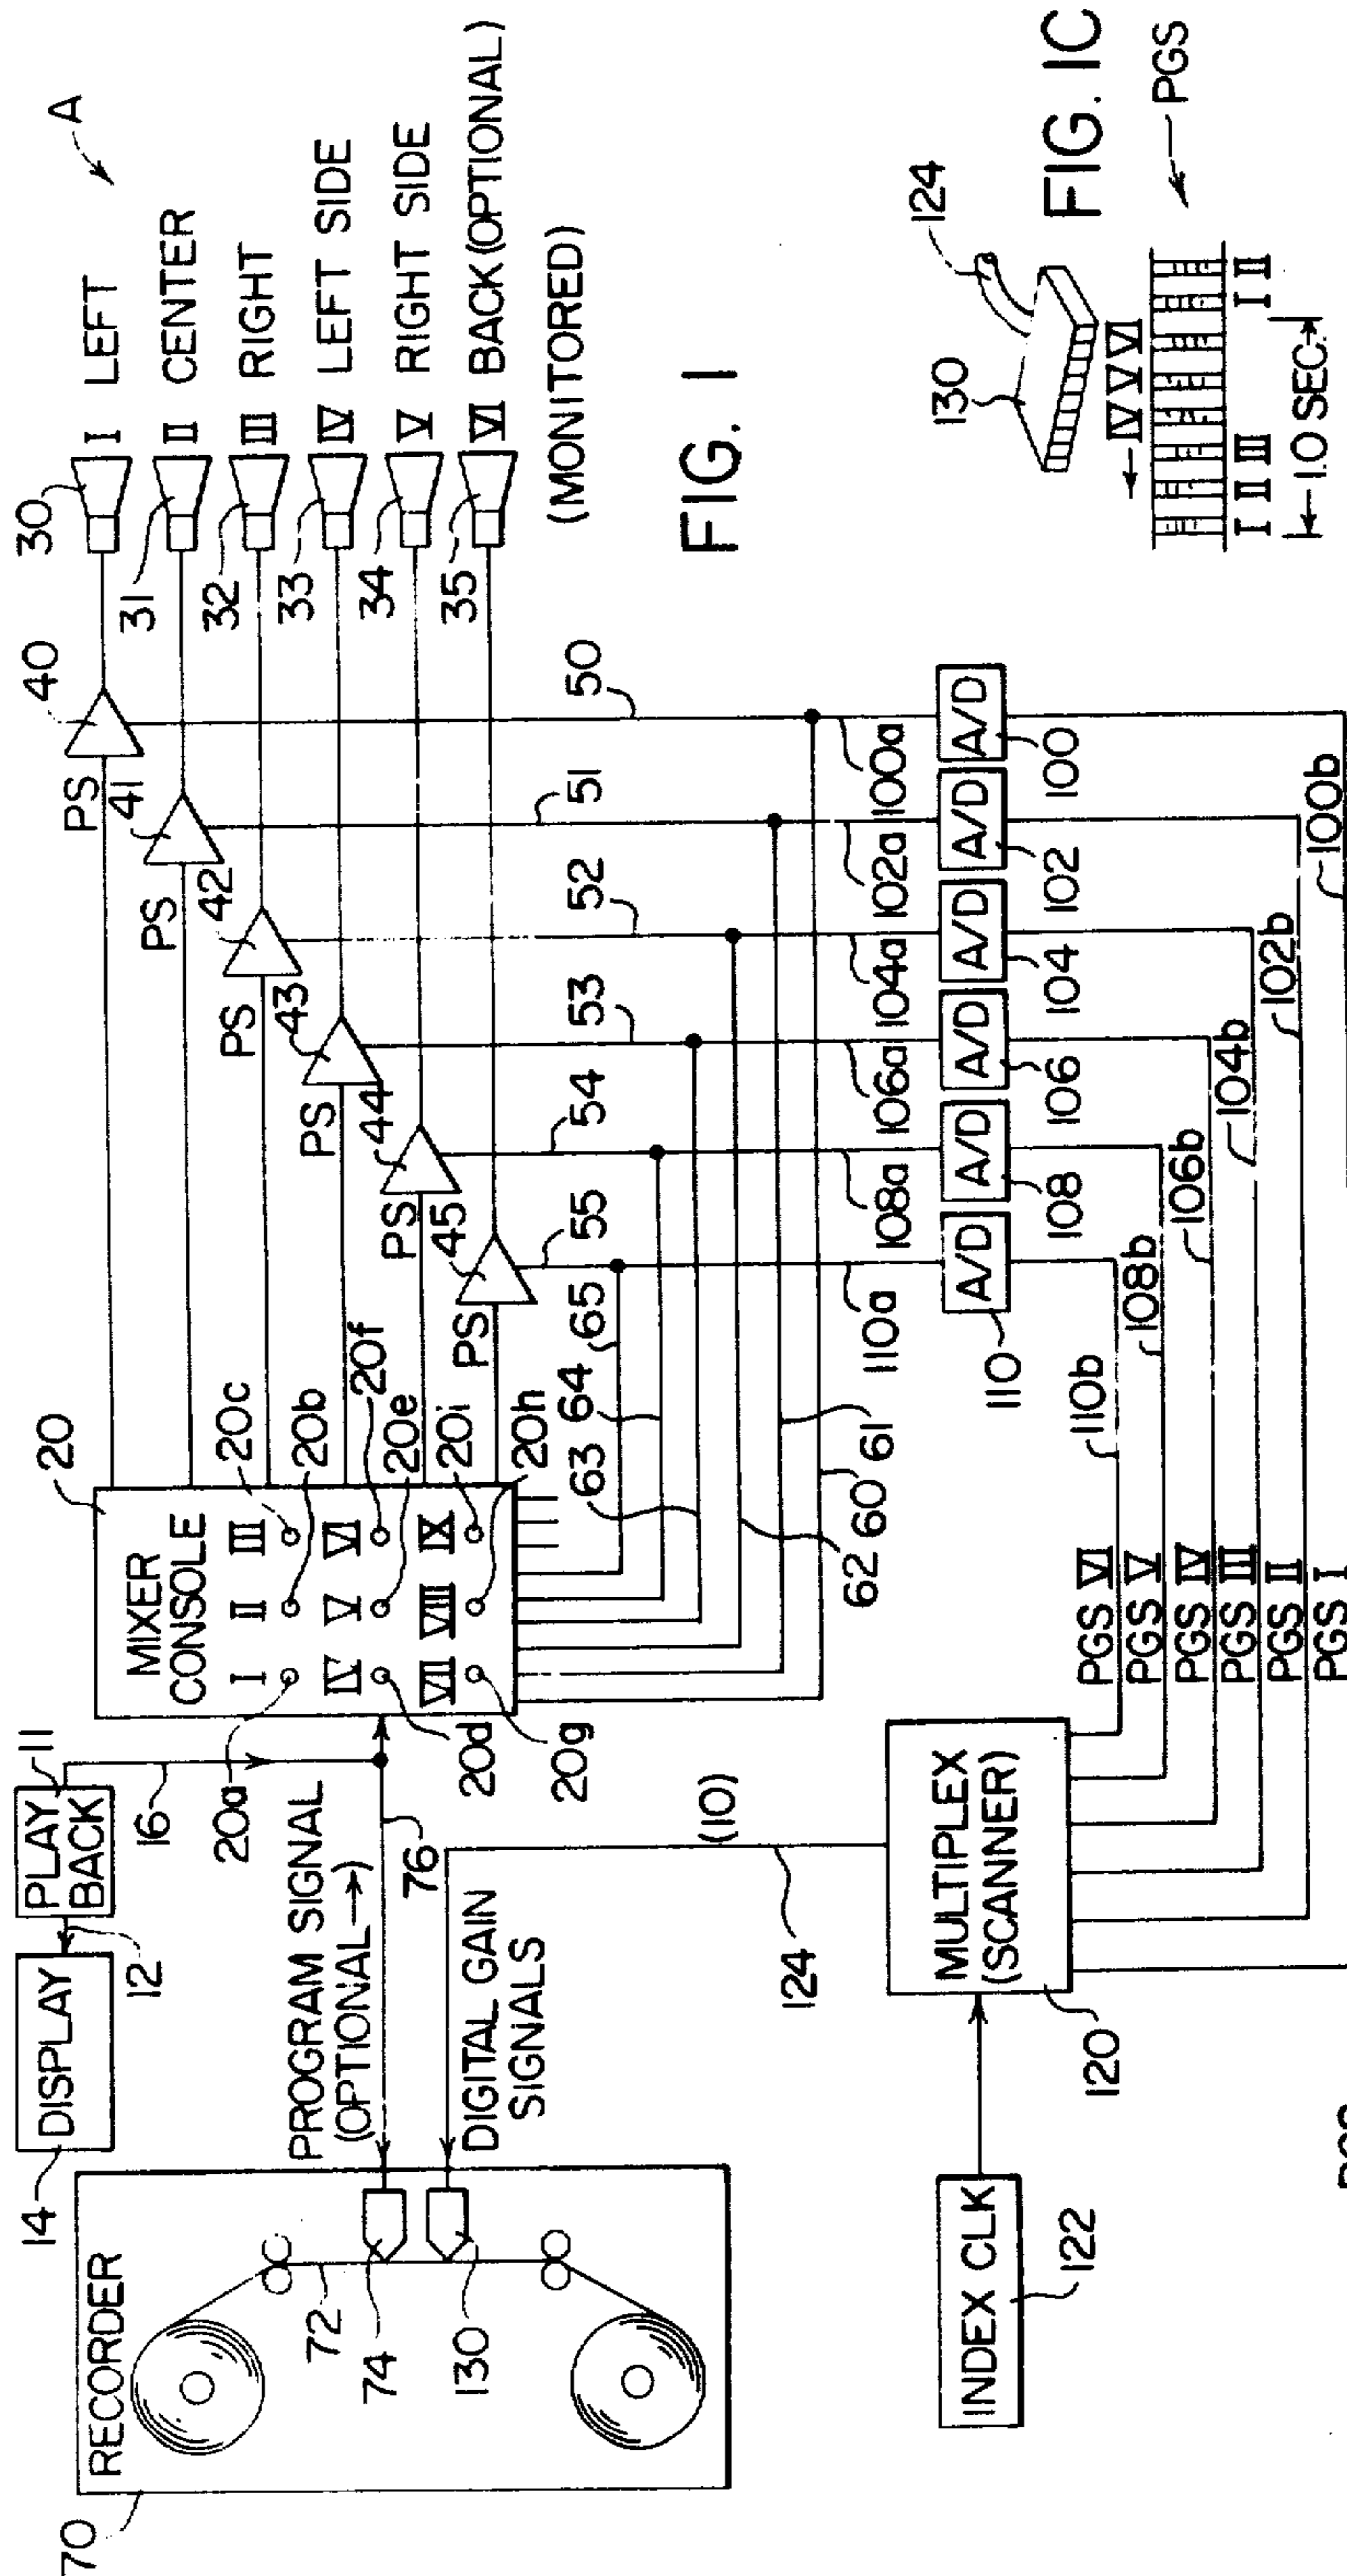 A
30
I LEFT
31
II CENTER
32
III RIGHT
33
IV LEFT SIDE
34
V RIGHT SIDE
35
VI BACK (OPTIONAL)
(MONITORED)
FIG. 1
PS 40
PS 41
PS 42
PS 43
PS 44
PS 45
50
51
52
53
54
55
20
MIXER
CONSOLE
I II III
IV V VI
VII VIII IX
20a
20b
20c
20d
20e
20f
20g
20h
20i
11
PLAY
BACK
16
12
14
DISPLAY
PROGRAM SIGNAL
(OPTIONAL →)
76
DIGITAL GAIN
SIGNALS
(10)
124
70
RECORDER
72
74
130
60
61
62
63
64
65
100a
102a
104a
106a
108a
110a
A/D
A/D
A/D
A/D
A/D
A/D
100
102
104
106
108
110
100b
102b
104b
106b
108b
110b
PGS VI
PGS V
PGS IV
PGS III
PGS II
PGS I
MULTIPLEX
(SCANNER)
120
INDEX CLK
122
130
124
FIG. 1C
PGS
IV V VI
I II III
I II
1.0 SEC.